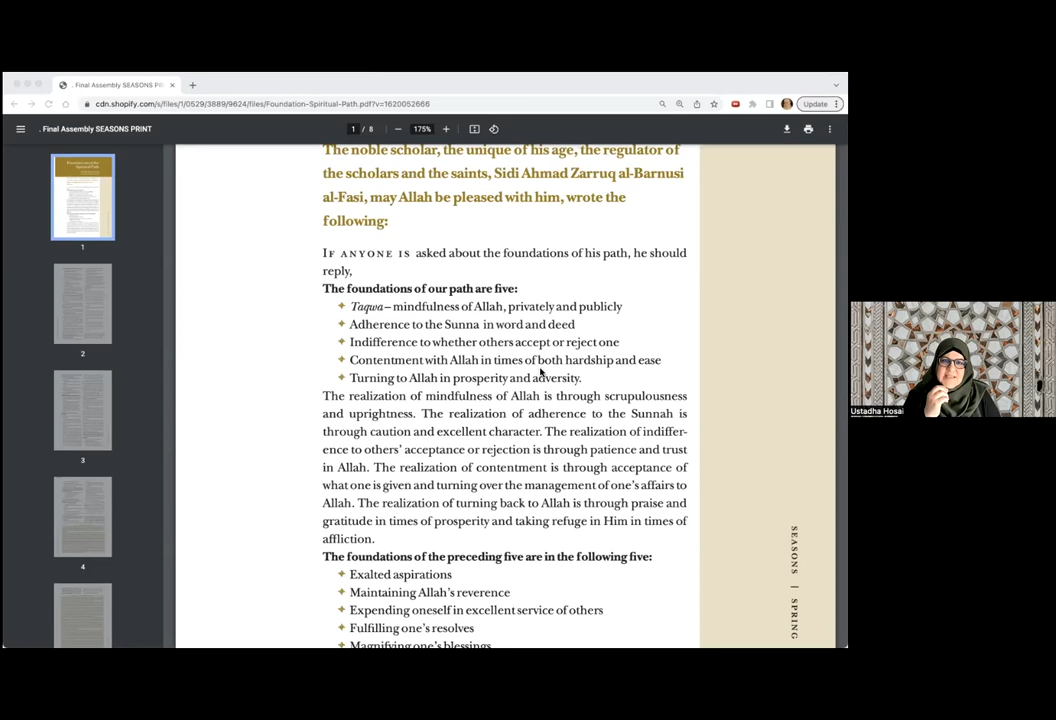 . Final Assembly SEASONS PRI
Update
cdn.shopify.com/s/files/1/0529/3889/9624/files/Foundation-Spiritual-Path.pdf?v=1620052666
. Final Assembly SEASONS PRINT
1 / 8
175%
1
2
3
4
The noble scholar, the unique of his age, the regulator of
the scholars and the saints, Sidi Ahmad Zarruq al-Barnusi
al-Fasi, may Allah be pleased with him, wrote the
following:
IF ANYONE IS asked about the foundations of his path, he should
reply,
The foundations of our path are five:
✦ Taqwa – mindfulness of Allah, privately and publicly
✦ Adherence to the Sunna in word and deed
✦ Indifference to whether others accept or reject one
✦ Contentment with Allah in times of both hardship and ease
✦ Turning to Allah in prosperity and adversity.
The realization of mindfulness of Allah is through scrupulousness
and uprightness. The realization of adherence to the Sunnah is
through caution and excellent character. The realization of indiffer-
ence to others’ acceptance or rejection is through patience and trust
in Allah. The realization of contentment is through acceptance of
what one is given and turning over the management of one’s affairs to
Allah. The realization of turning back to Allah is through praise and
gratitude in times of prosperity and taking refuge in Him in times of
affliction.
The foundations of the preceding five are in the following five:
✦ Exalted aspirations
✦ Maintaining Allah’s reverence
✦ Expending oneself in excellent service of others
✦ Fulfilling one’s resolves
✦ Magnifying one’s blessings
SEASONS | SPRING
Ustadha Hosai